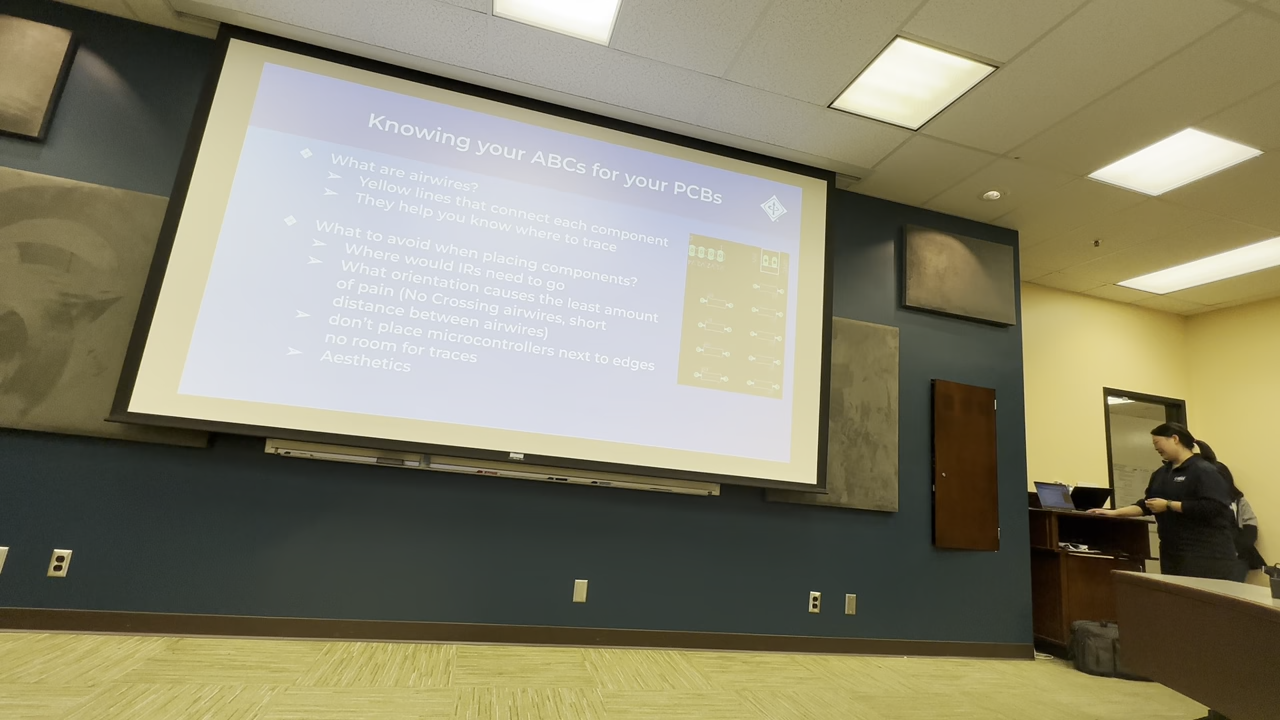 Knowing your ABCs for your PCBs
What are airwires?
Yellow lines that connect each component
They help you know where to trace
What to avoid when placing components?
Where would IRs need to go
What orientation causes the least amount
of pain (No Crossing airwires, short
distance between airwires)
don't place microcontrollers next to edges
no room for traces
Aesthetics